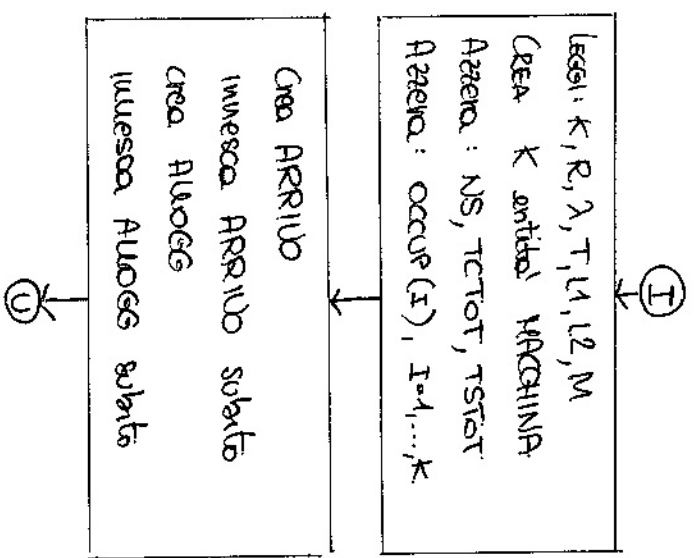 I
LEGGI: K, R, λ, T, L1, L2, M
CREA K entità MACCHINA
Azzera: NS, TCTOT, TSTOT
Azzera: OCCUP(I), I=1,...,K
Crea ARRIVO
innesca ARRIVO subito
crea ALLOGG
innesca ALLOGG subito
U